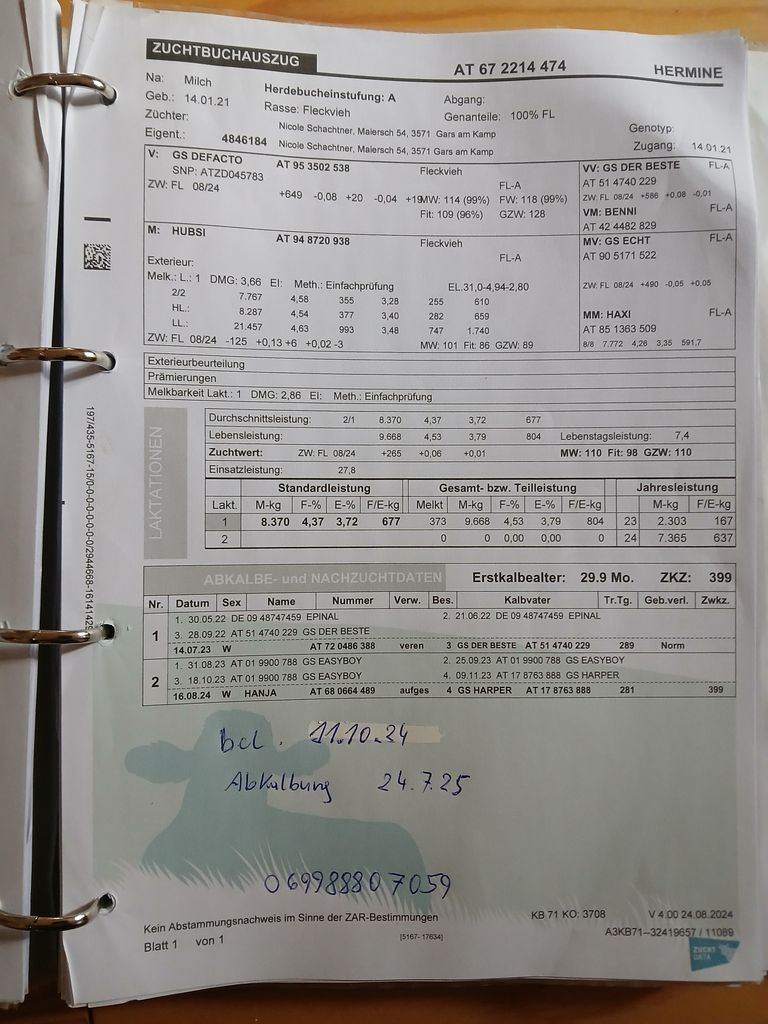 ZUCHTBUCHAUSZUG AT 67 2214 474 HERMINE
Na: Milch Herdebucheinstufung: A Abgang:
Geb.: 14.01.21 Rasse: Fleckvieh Genanteile: 100% FL
Züchter: Nicole Schachtner, Maiersch 54, 3571 Gars am Kamp Genotyp:
Eigent.: 4846184 Nicole Schachtner, Maiersch 54, 3571 Gars am Kamp Zugang: 14.01.21
V: GS DEFACTO AT 95 3502 538 Fleckvieh VV: GS DER BESTE FL-A
SNP: ATZD045783 FL-A AT 51 4740 229
ZW: FL 08/24 +649 -0,08 +20 -0,04 +19 MW: 114 (99%) FW: 118 (99%) ZW: FL 08/24 +586 +0,08 -0,01
Fit: 109 (96%) GZW: 128 VM: BENNI FL-A
AT 42 4482 829
M: HUBSI AT 94 8720 938 Fleckvieh MV: GS ECHT FL-A
FL-A AT 90 5171 522
Exterieur:
Melk.: L.: 1 DMG: 3,66 EI: Meth.: Einfachprüfung EL.31,0-4,94-2,80 ZW: FL 08/24 +490 -0,05 +0,05
2/2 7.767 4,58 355 3,28 255 610
HL.: 8.287 4,54 377 3,40 282 659 MM: HAXI FL-A
LL.: 21.457 4,63 993 3,48 747 1.740 AT 85 1363 509
ZW: FL 08/24 -125 +0,13 +6 +0,02 -3 MW: 101 Fit: 86 GZW: 89 8/8 7.772 4,26 3,35 591,7
Exterieurbeurteilung
Prämierungen
Melkbarkeit Lakt.: 1 DMG: 2,86 EI: Meth.: Einfachprüfung
LAKTATIONEN
Durchschnittsleistung: 2/1 8.370 4,37 3,72 677
Lebensleistung: 9.668 4,53 3,79 804 Lebenstagsleistung: 7,4
Zuchtwert: ZW: FL 08/24 +265 +0,06 +0,01 MW: 110 Fit: 98 GZW: 110
Einsatzleistung: 27,8
Standardleistung Gesamt- bzw. Teilleistung Jahresleistung
Lakt. M-kg F-% E-% F/E-kg Melkt M-kg F-% E-% F/E-kg M-kg F/E-kg
1 8.370 4,37 3,72 677 373 9.668 4,53 3,79 804 23 2.303 167
2 0 0 0,00 0,00 0 24 7.365 637
ABKALBE- und NACHZUCHTDATEN Erstkalbealter: 29.9 Mo. ZKZ: 399
Nr. Datum Sex Name Nummer Verw. Bes. Kalbvater Tr.Tg. Geb.verl. Zwkz.
1 1. 30.05.22 DE 09 48747459 EPINAL 2. 21.06.22 DE 09 48747459 EPINAL
3. 28.09.22 AT 51 4740 229 GS DER BESTE
14.07.23 W AT 72 0486 388 veren 3 GS DER BESTE AT 51 4740 229 289 Norm
2 1. 31.08.23 AT 01 9900 788 GS EASYBOY 2. 25.09.23 AT 01 9900 788 GS EASYBOY
3. 18.10.23 AT 01 9900 788 GS EASYBOY 4. 09.11.23 AT 17 8763 888 GS HARPER
16.08.24 W HANJA AT 68 0664 489 aufges 4 GS HARPER AT 17 8763 888 281 399
bel. 11.10.24
Abkalbung 24.7.25
069988807059
Kein Abstammungsnachweis im Sinne der ZAR-Bestimmungen KB 71 KO: 3708 V 4.00 24.08.2024
Blatt 1 von 1 [5167- 17634] A3KB71--32419657 / 11089
ZUCHT
DATA